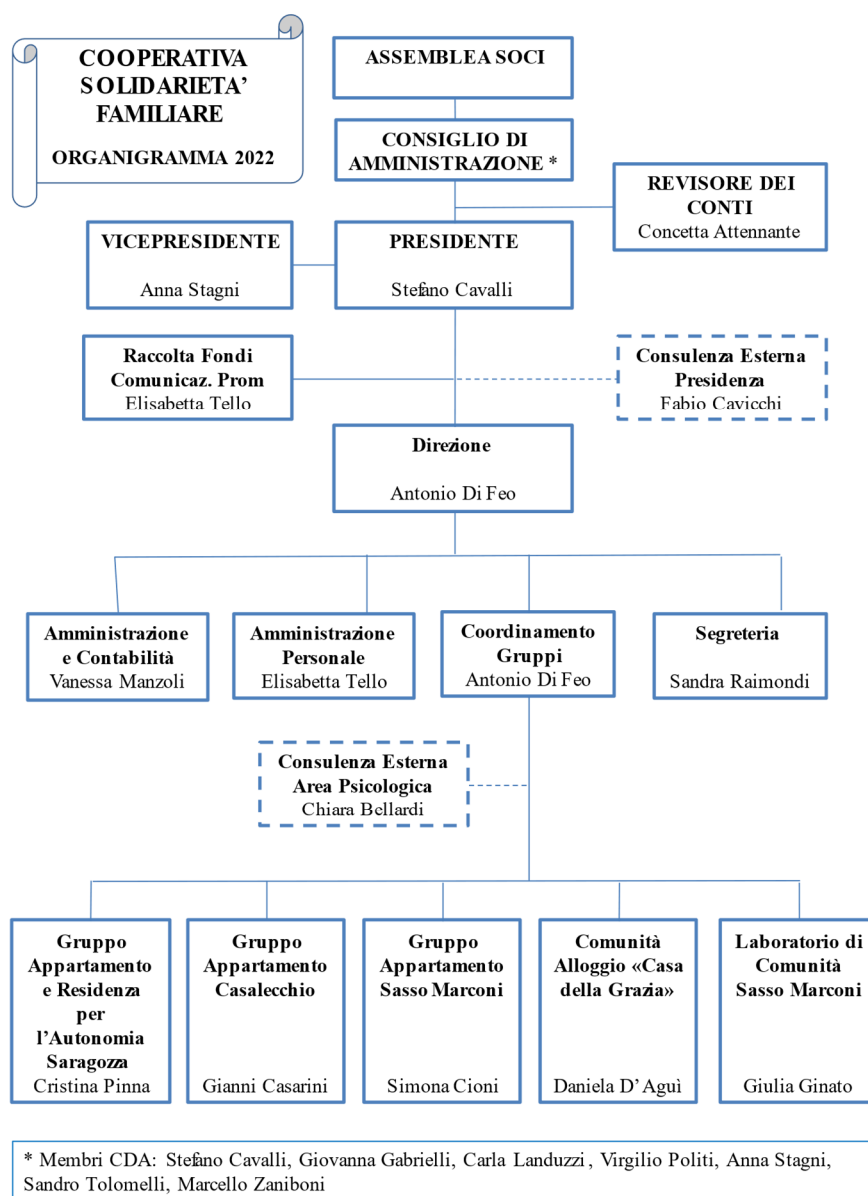 COOPERATIVA
SOLIDARIETA’
FAMILIARE
ORGANIGRAMMA 2022
ASSEMBLEA SOCI
CONSIGLIO DI
AMMINISTRAZIONE *
REVISORE DEI
CONTI
Concetta Attennante
VICEPRESIDENTE
Anna Stagni
PRESIDENTE
Stefano Cavalli
Raccolta Fondi
Comunicaz. Prom
Elisabetta Tello
Consulenza Esterna
Presidenza
Fabio Cavicchi
Direzione
Antonio Di Feo
Amministrazione
e Contabilità
Vanessa Manzoli
Amministrazione
Personale
Elisabetta Tello
Coordinamento
Gruppi
Antonio Di Feo
Segreteria
Sandra Raimondi
Consulenza Esterna
Area Psicologica
Chiara Bellardi
Gruppo
Appartamento
e Residenza
per
l’Autonomia
Saragozza
Cristina Pinna
Gruppo
Appartamento
Casalecchio
Gianni Casarini
Gruppo
Appartamento
Sasso Marconi
Simona Cioni
Comunità
Alloggio «Casa
della Grazia»
Daniela D’Aguì
Laboratorio di
Comunità
Sasso Marconi
Giulia Ginato
* Membri CDA: Stefano Cavalli, Giovanna Gabrielli, Carla Landuzzi, Virgilio Politi, Anna Stagni,
Sandro Tolomelli, Marcello Zaniboni